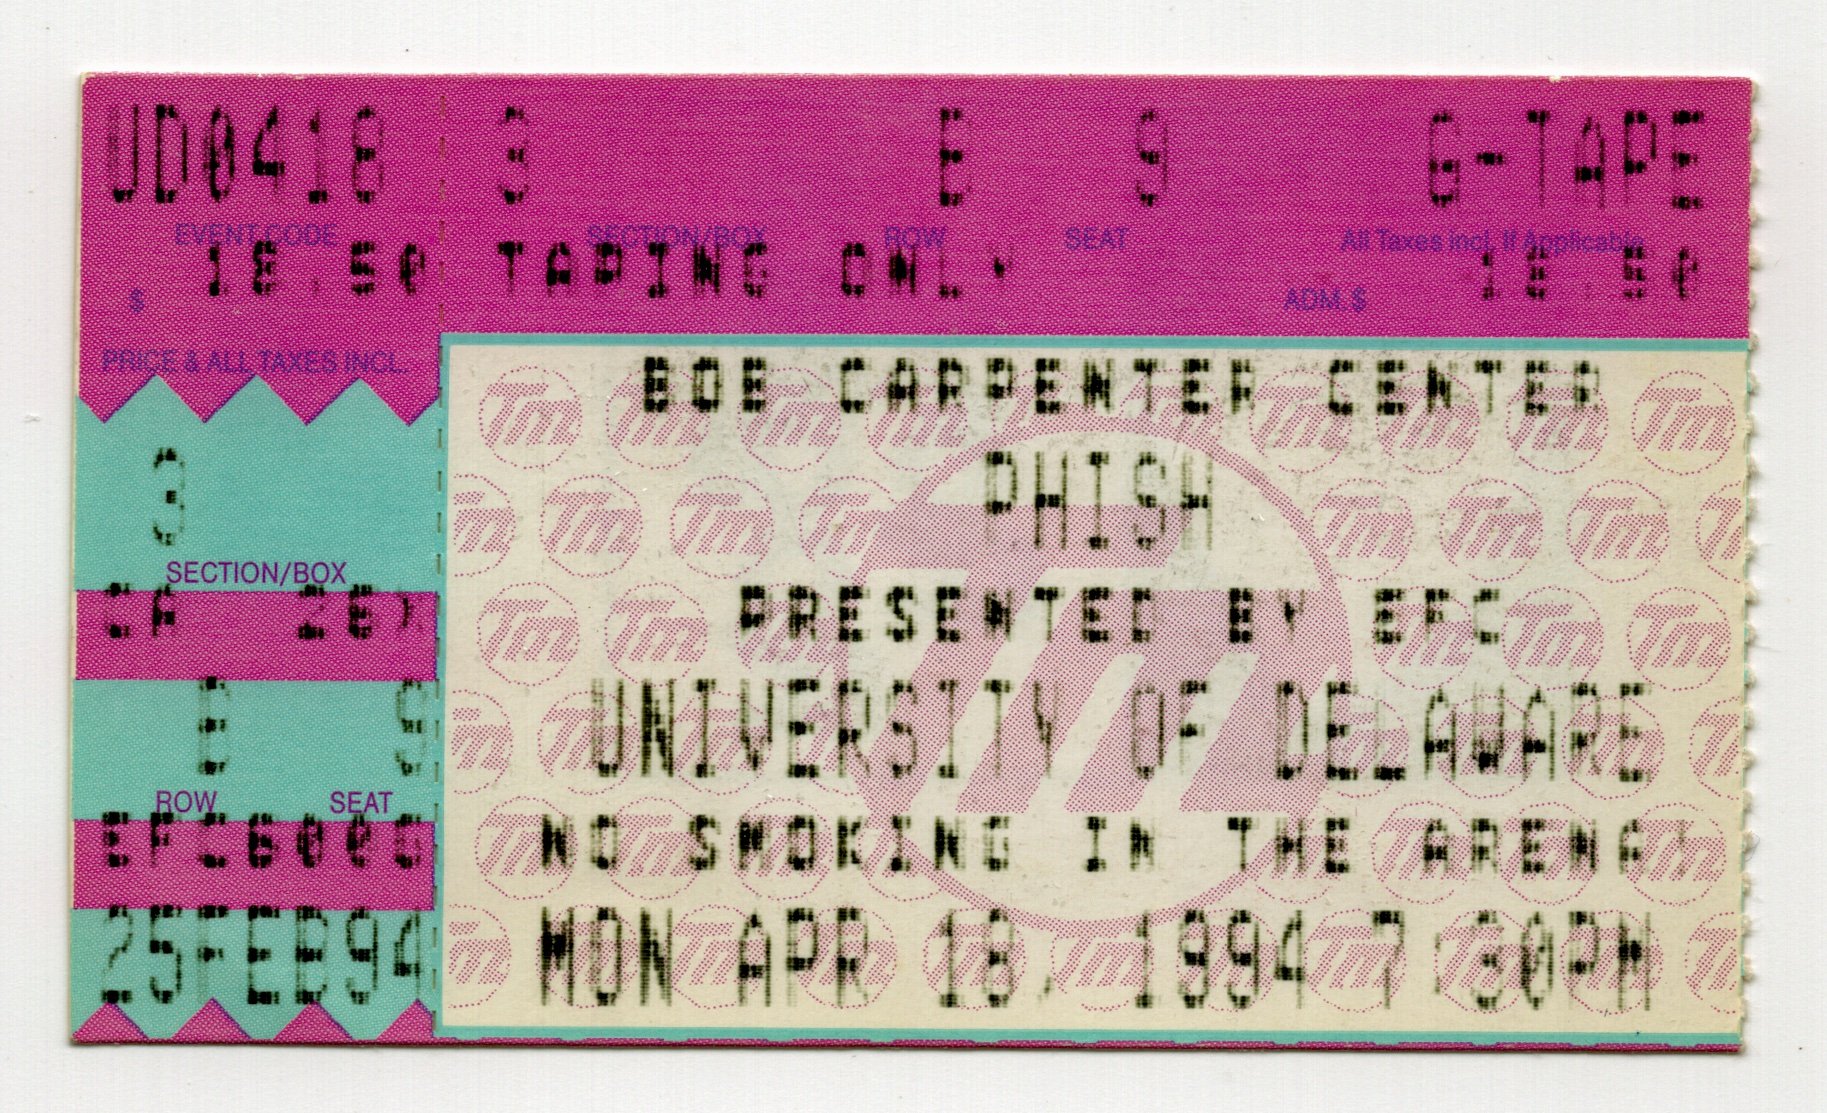 UD0418 3 E 9 G-TAPE
EVENT CODE SECTION/BOX ROW SEAT All Taxes incl. If Applicable
$ 18.50 TAPING ONLY ADM. $ 18.50
PRICE & ALL TAXES INCL.
BOB CARPENTER CENTER
3
PHISH
SECTION/BOX
CA
PRESENTED BY EFC
E 9
UNIVERSITY OF DELAWARE
ROW SEAT
NO SMOKING IN THE ARENA
25FEB94
MON APR 18, 1994 7:30PM